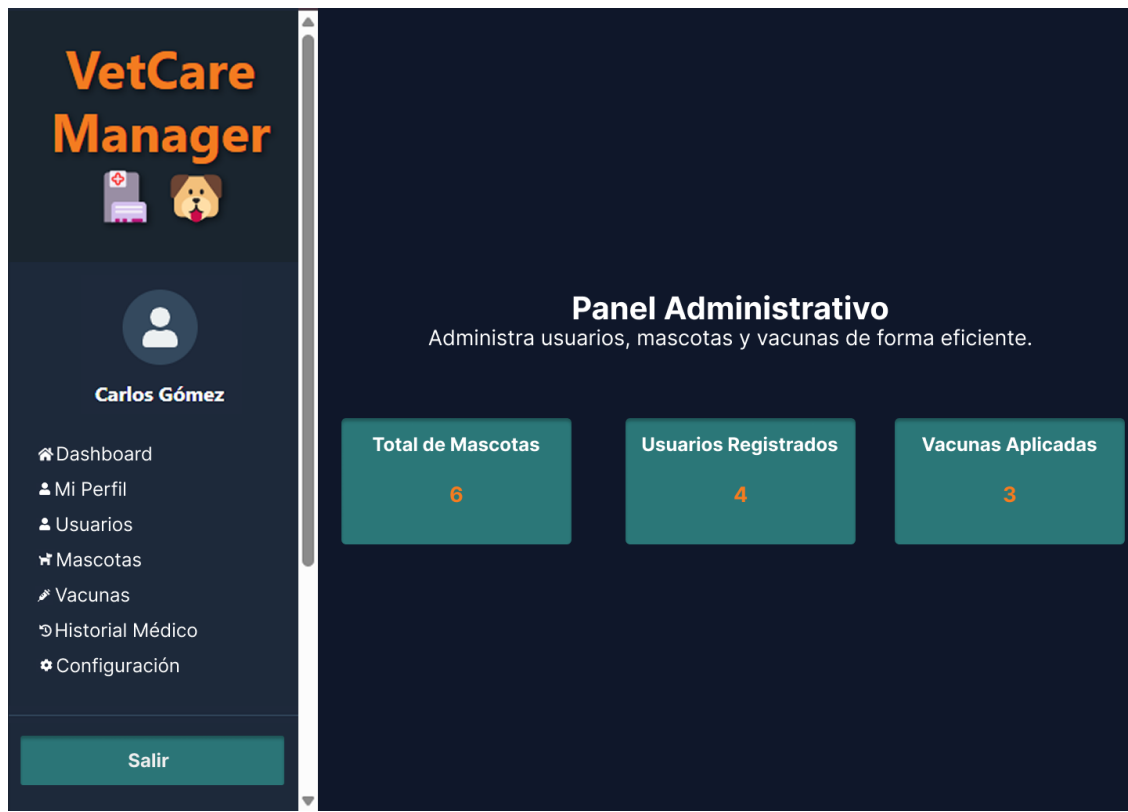 VetCare
Manager
Carlos Gómez
Dashboard
Mi Perfil
Usuarios
Mascotas
Vacunas
Historial Médico
Configuración
Salir
Panel Administrativo
Administra usuarios, mascotas y vacunas de forma eficiente.
Total de Mascotas
6
Usuarios Registrados
4
Vacunas Aplicadas
3